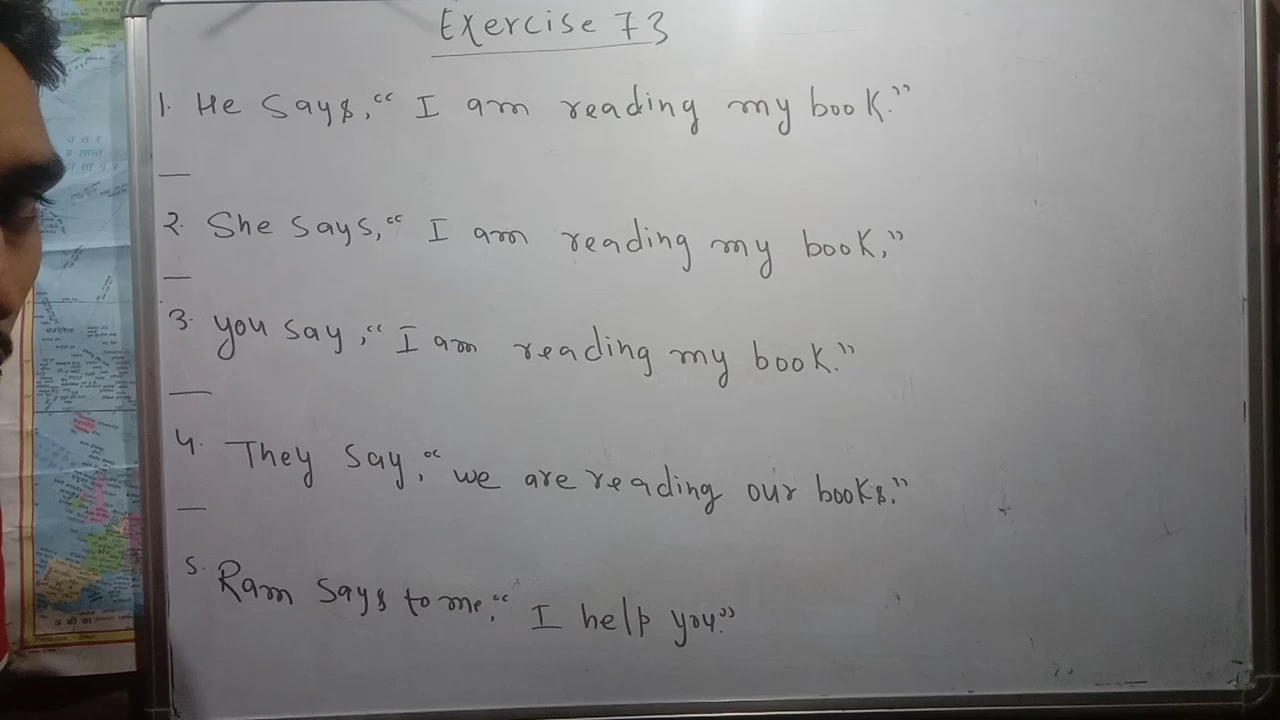 Exercise 73
1. He says, “ I am reading my book.”
2. She says, “ I am reading my book,”
3. you say, “ I am reading my book.”
4. They say, “ we are reading our books.”
5. Ram says to me, “ I help you.”